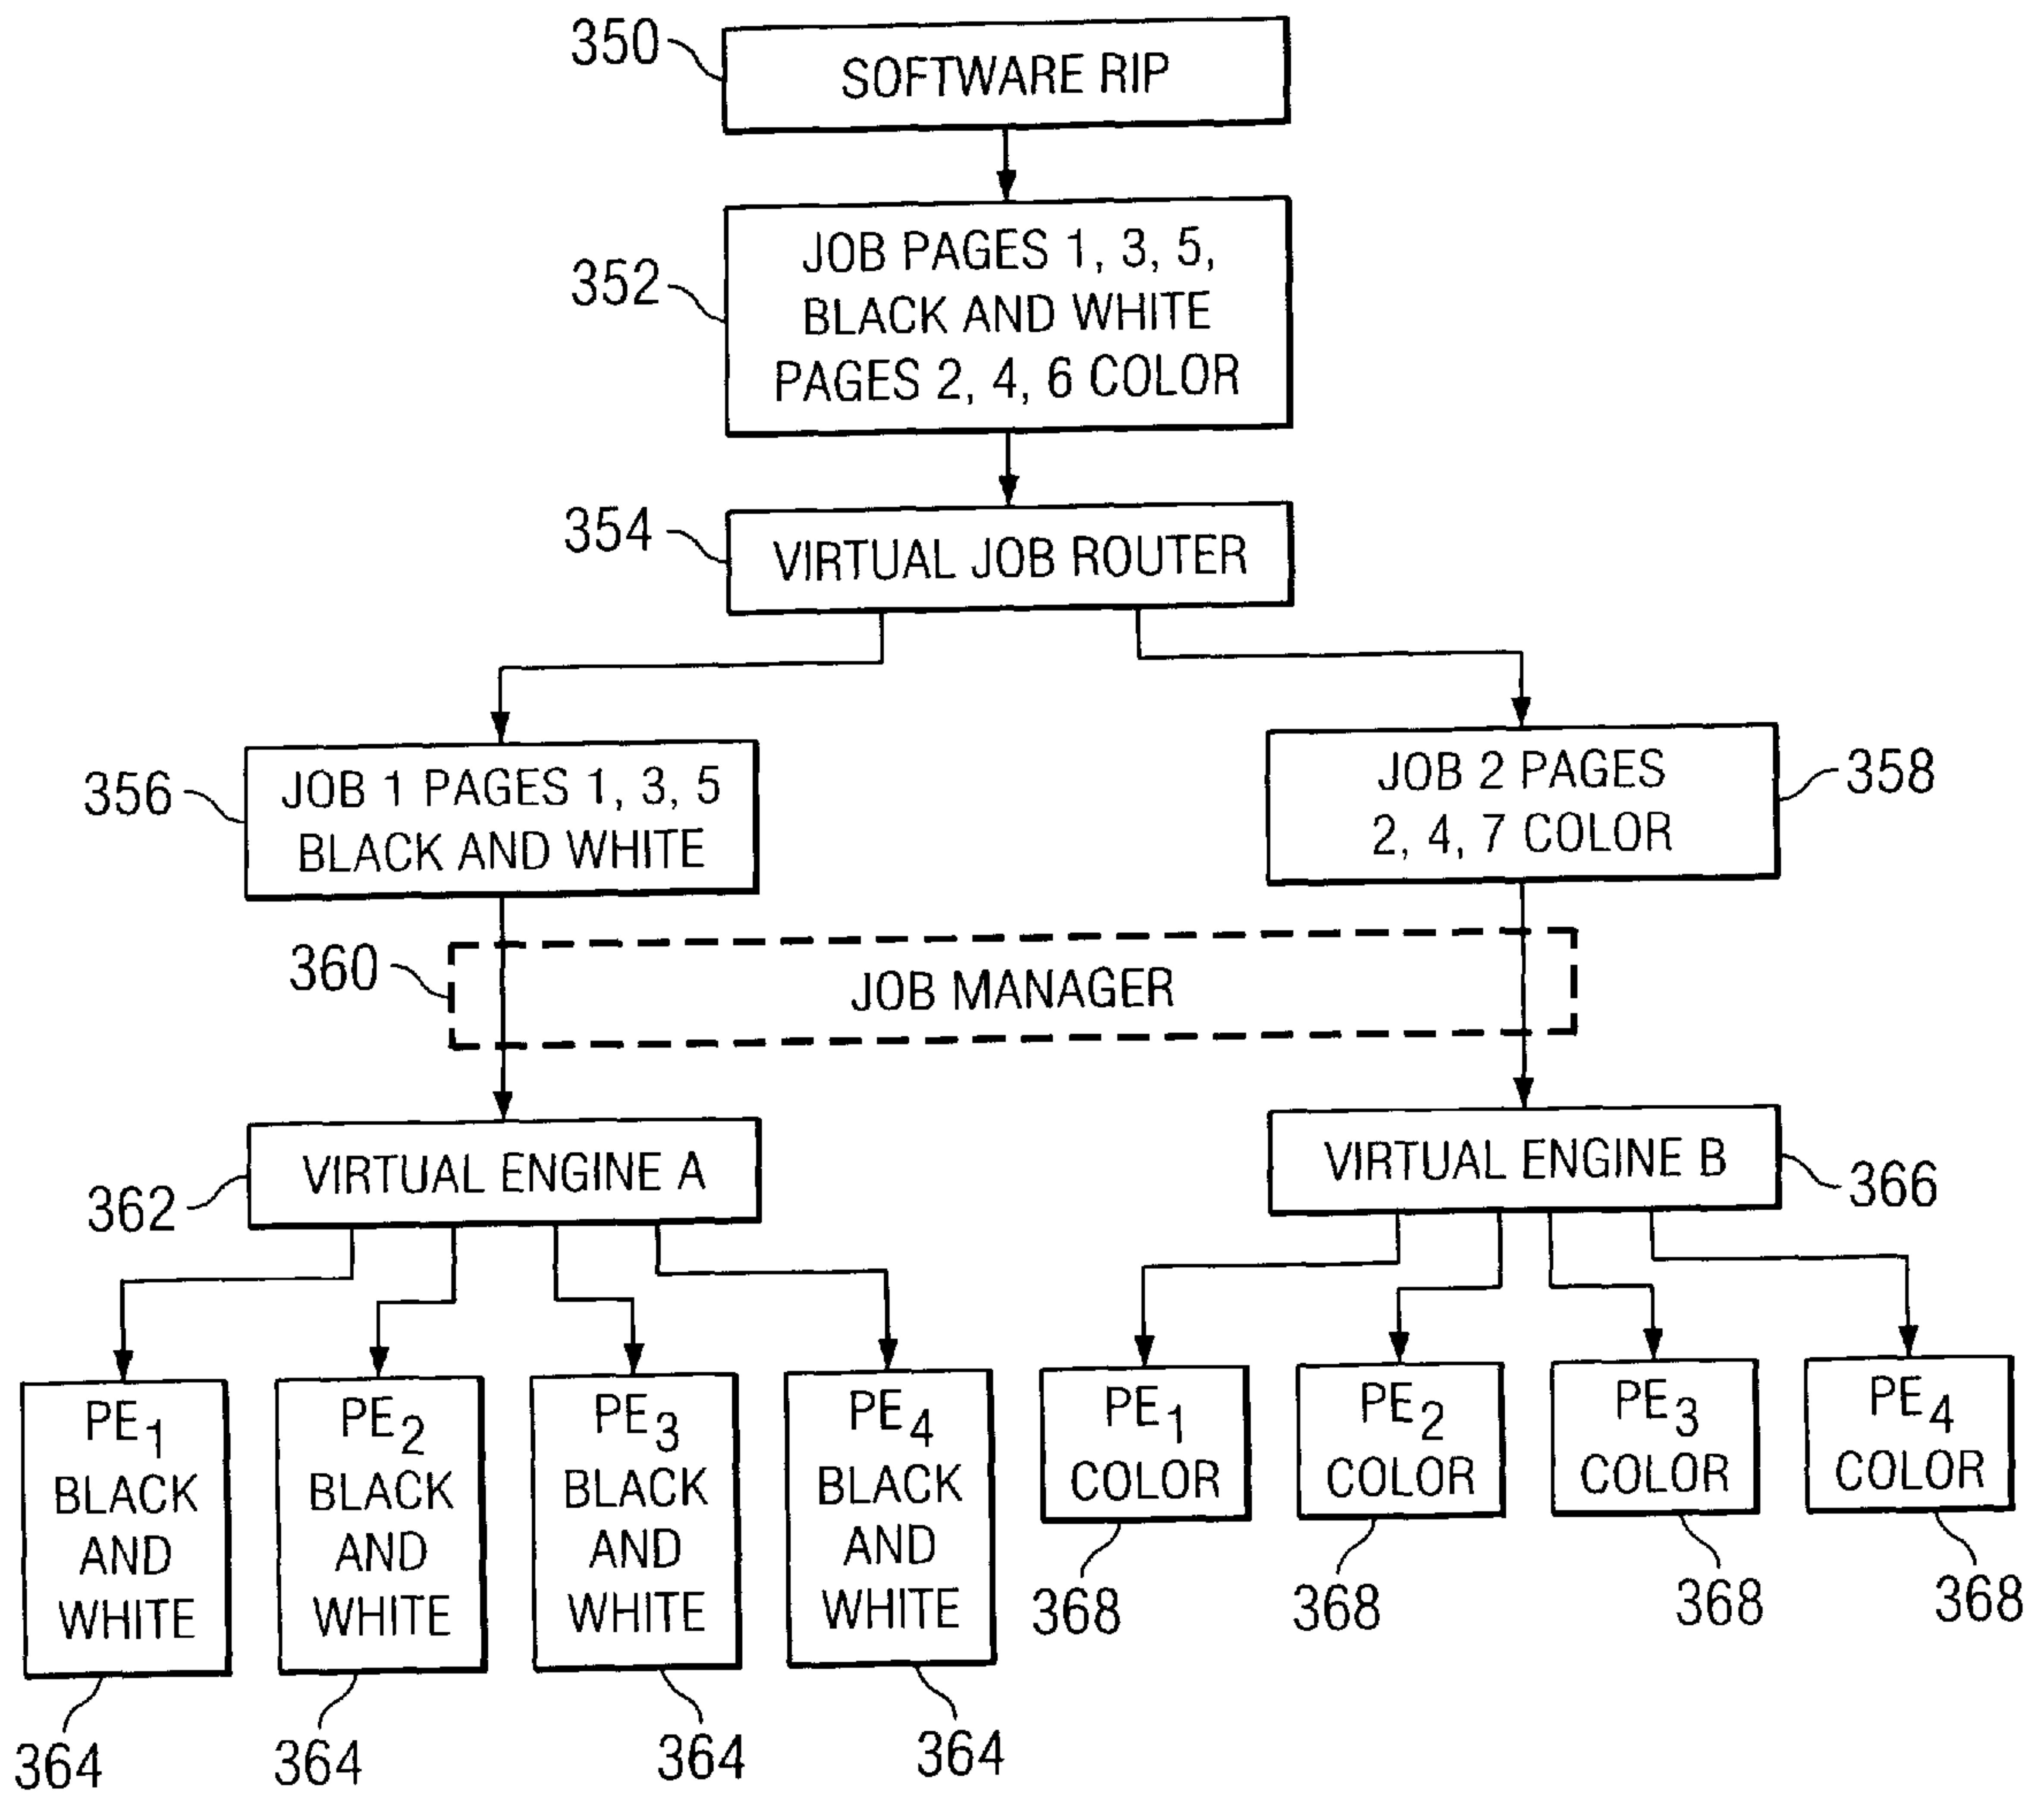 350
SOFTWARE RIP
352
JOB PAGES 1, 3, 5,
BLACK AND WHITE
PAGES 2, 4, 6 COLOR
354
VIRTUAL JOB ROUTER
356
JOB 1 PAGES 1, 3, 5
BLACK AND WHITE
JOB 2 PAGES
2, 4, 7 COLOR
358
360
JOB MANAGER
362
VIRTUAL ENGINE A
VIRTUAL ENGINE B
366
PE1
BLACK
AND
WHITE
364
PE2
BLACK
AND
WHITE
364
PE3
BLACK
AND
WHITE
364
PE4
BLACK
AND
WHITE
364
PE1
COLOR
368
PE2
COLOR
368
PE3
COLOR
368
PE4
COLOR
368